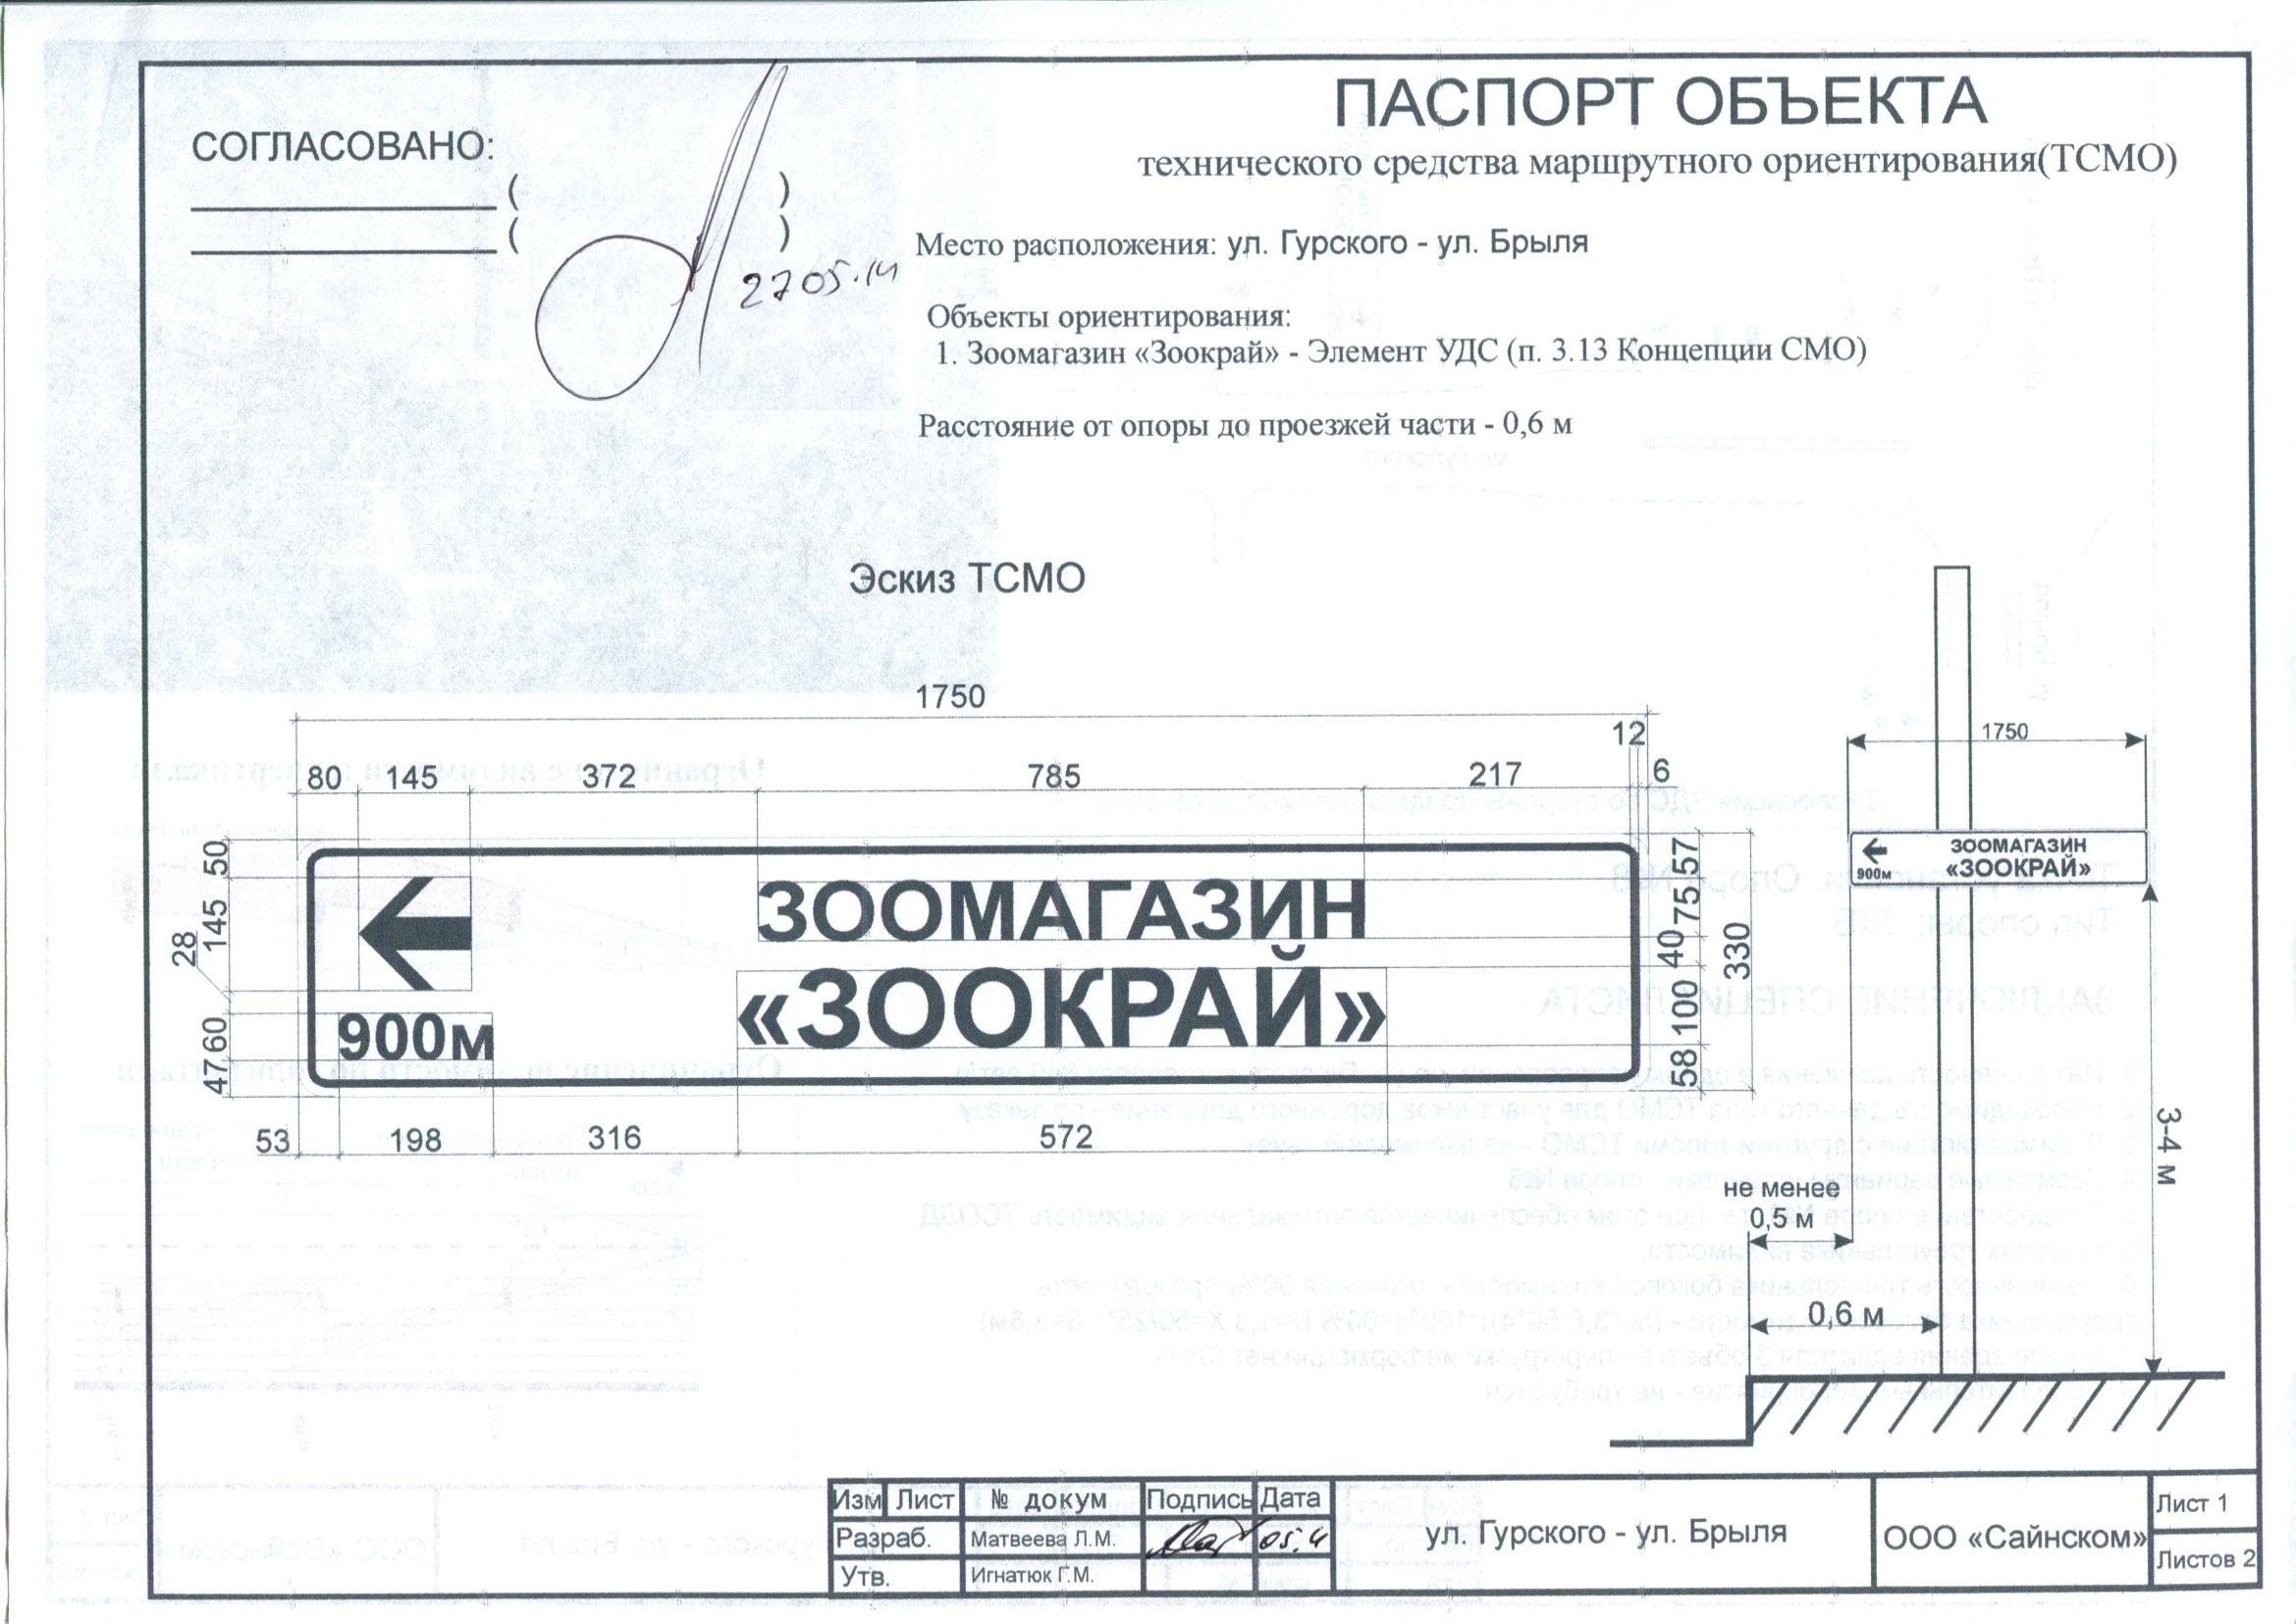 ПАСПОРТ ОБЪЕКТА
технического средства маршрутного ориентирования(ТСМО)
СОГЛАСОВАНО:
( )
( )
27 05.14
Место расположения: ул. Гурского - ул. Брыля
Объекты ориентирования:
1. Зоомагазин «Зоокрай» - Элемент УДС (п. 3.13 Концепции СМО)
Расстояние от опоры до проезжей части - 0,6 м
Эскиз ТСМО
1750
12
80 145 372 785 217 6
50
145
28
60
47
ЗООМАГАЗИН
«ЗООКРАЙ»
900м
57
75
40
100
58
330
53 198 316 572
1750
ЗООМАГАЗИН
«ЗООКРАЙ»
900м
3-4 м
не менее
0,5 м
0,6 м
Изм Лист № докум Подпись Дата
Разраб. Матвеева Л.М.
Утв. Игнатюк Г.М.
ул. Гурского - ул. Брыля
ООО «Сайнском»
Лист 1
Листов 2